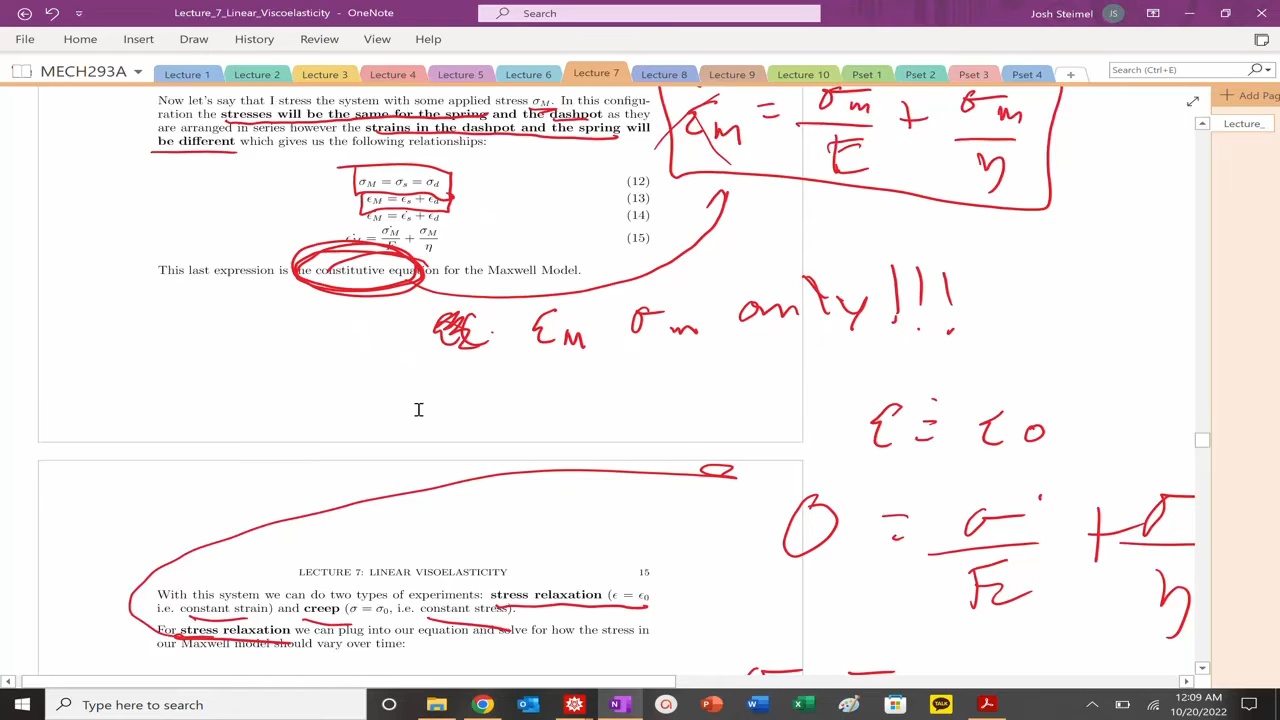 Lecture_7_Linear_Viscoelasticity - OneNote
Search
Josh Steimel
JS
File Home Insert Draw History Review View Help
MECH293A
Lecture 1 Lecture 2 Lecture 3 Lecture 4 Lecture 5 Lecture 6 Lecture 7 Lecture 8 Lecture 9 Lecture 10 Pset 1 Pset 2 Pset 3 Pset 4 +
Search (Ctrl+E)
Add Pag
Lecture_
Now let's say that I stress the system with some applied stress σ_M. In this configu-
ration the stresses will be the same for the spring and the dashpot as they
are arranged in series however the strains in the dashpot and the spring will
be different which gives us the following relationships:
σ_M = σ_s = σ_d (12)
ϵ_M = ϵ_s + ϵ_d (13)
ϵ̇_M = ϵ̇_s + ϵ̇_d (14)
= σ̇_M/E + σ_M/η (15)
This last expression is the constitutive equation for the Maxwell Model.
ε_M = σ_m/E + σ_m/η
ε_M σ_m only!!!
ε = ε0
0 = σ̇/E + σ/η
LECTURE 7: LINEAR VISOELASTICITY 15
With this system we can do two types of experiments: stress relaxation (ϵ = ϵ_0
i.e. constant strain) and creep (σ = σ_0, i.e. constant stress).
For stress relaxation we can plug into our equation and solve for how the stress in
our Maxwell model should vary over time:
Type here to search
TALK
12:09 AM
10/20/2022